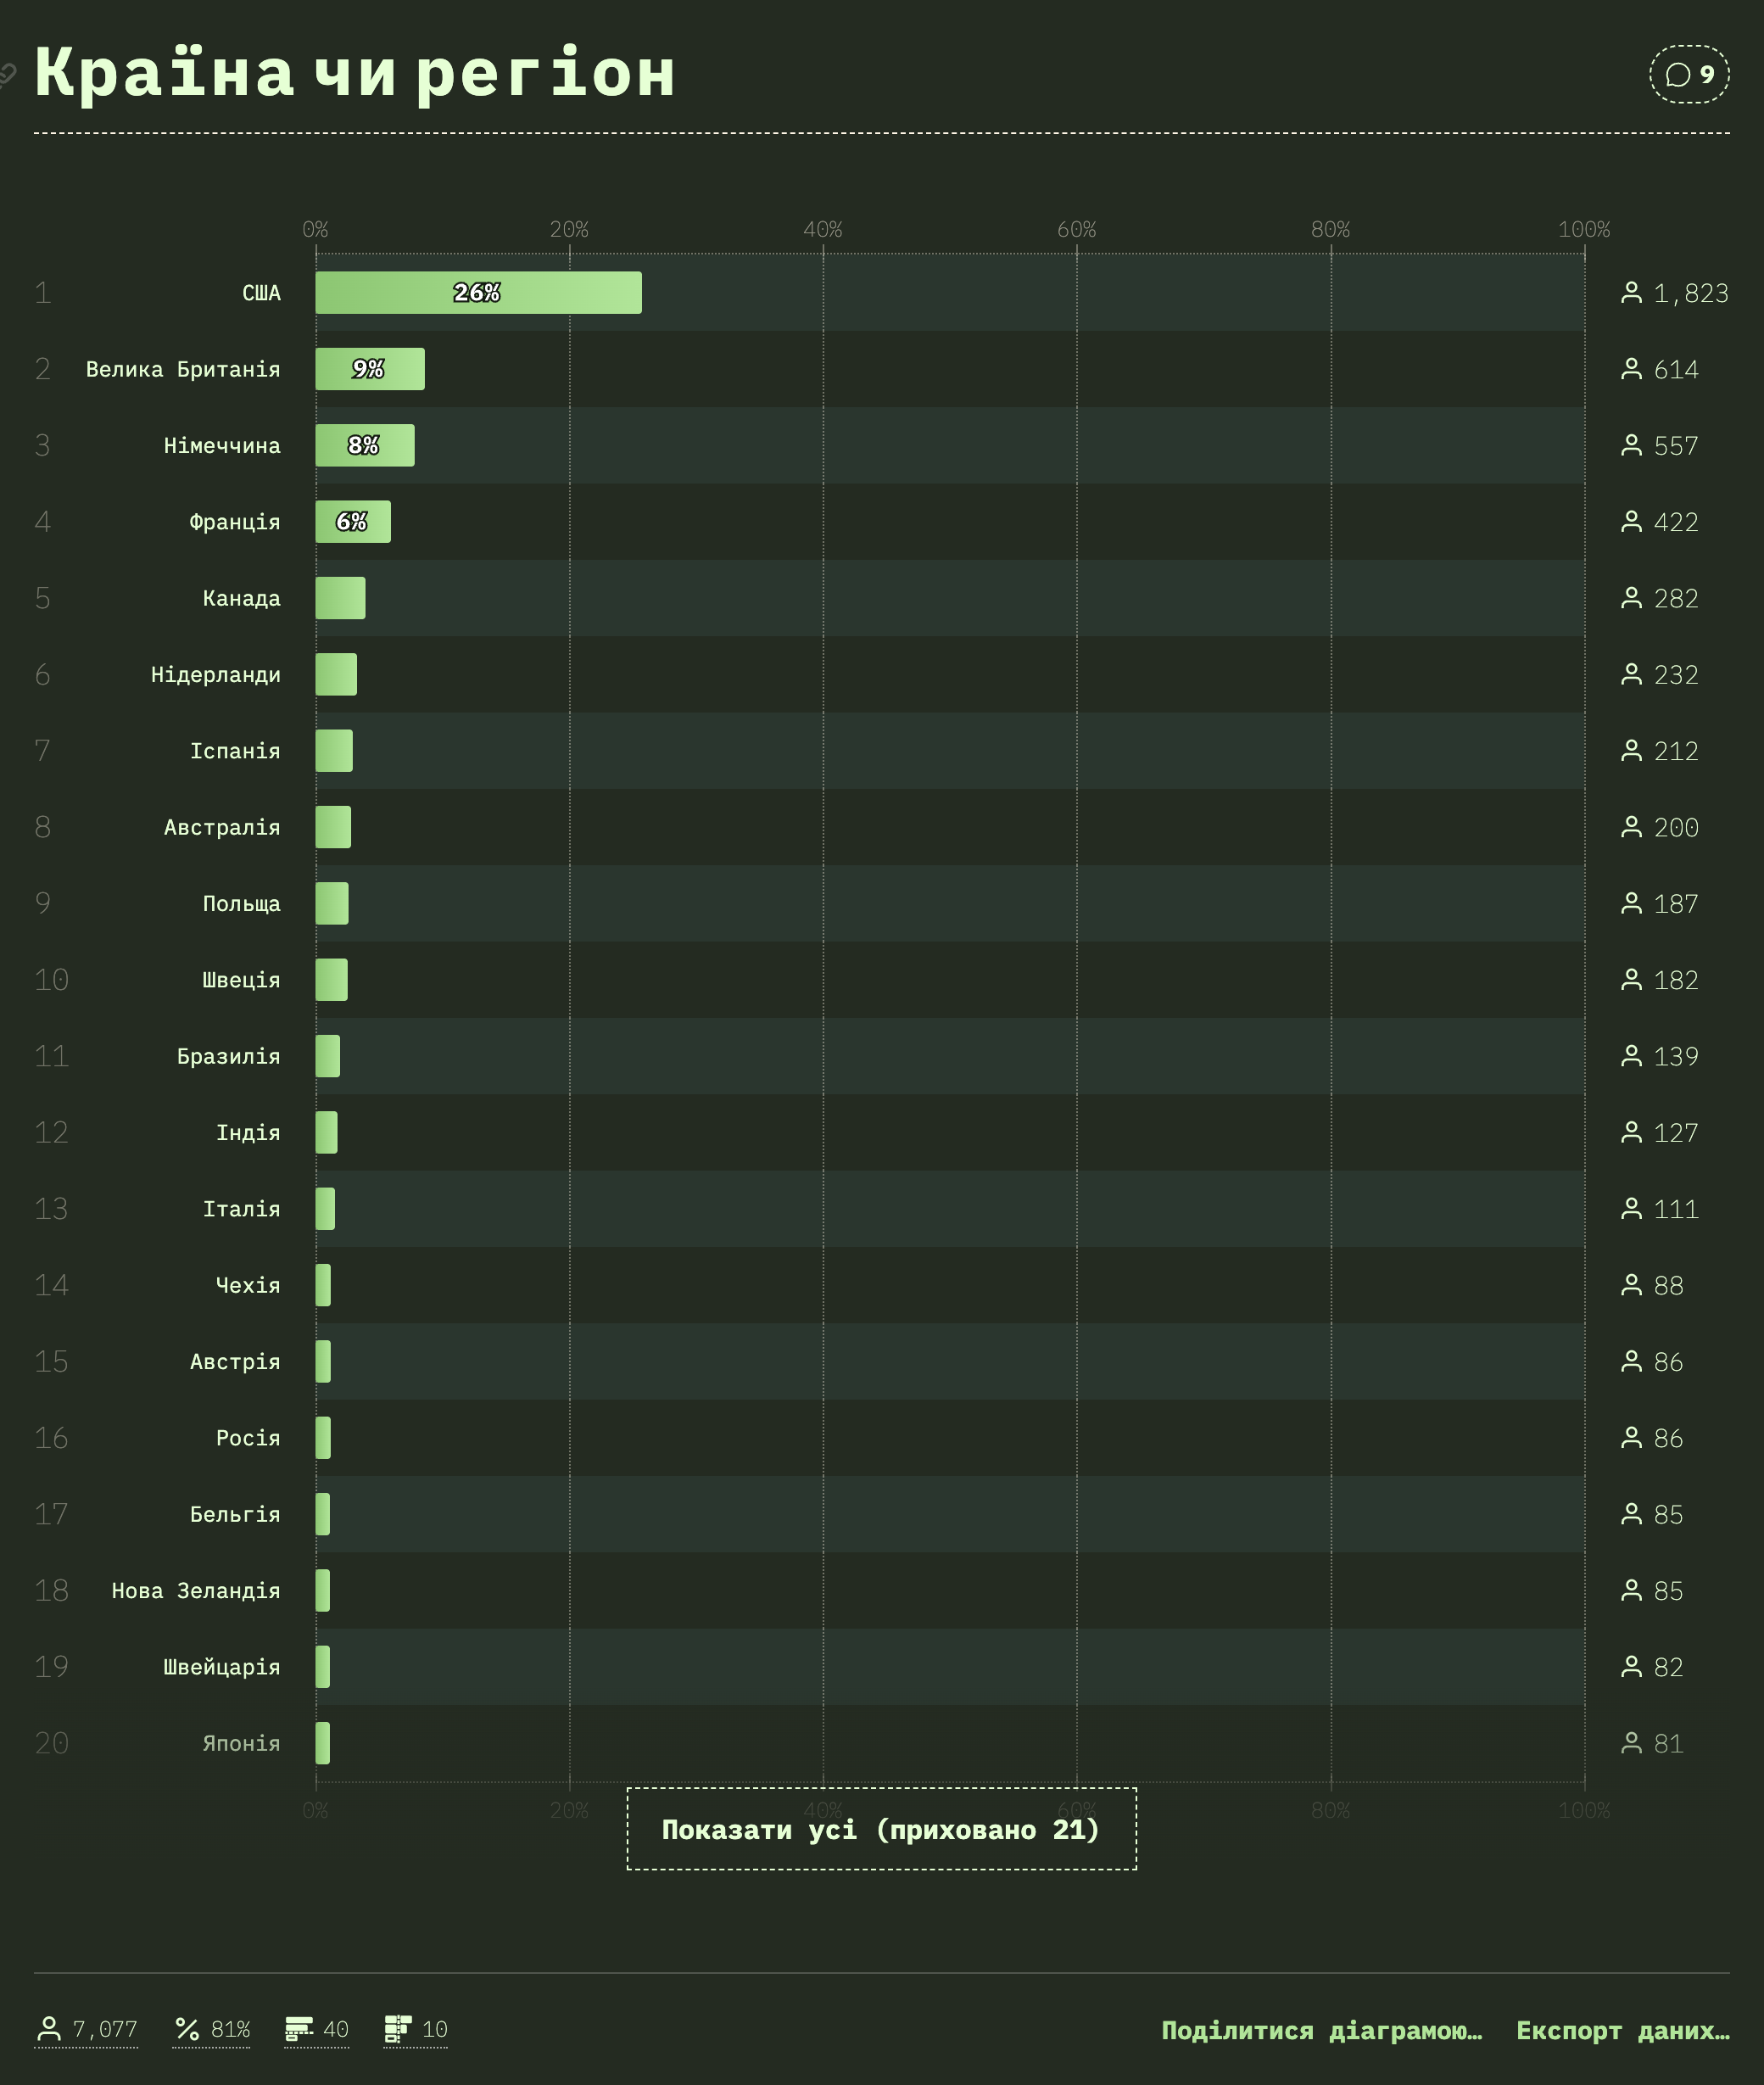 Країна чи регіон
9
0% 20% 40% 60% 80% 100%
1 США 26% 1,823
2 Велика Британія 9% 614
3 Німеччина 8% 557
4 Франція 6% 422
5 Канада 282
6 Нідерланди 232
7 Іспанія 212
8 Австралія 200
9 Польща 187
10 Швеція 182
11 Бразилія 139
12 Індія 127
13 Італія 111
14 Чехія 88
15 Австрія 86
16 Росія 86
17 Бельгія 85
18 Нова Зеландія 85
19 Швейцарія 82
20 Японія 81
0% 20% 40% 60% 80% 100%
Показати усі (приховано 21)
7,077 81% 40 10 Поділитися діаграмою… Експорт даних…